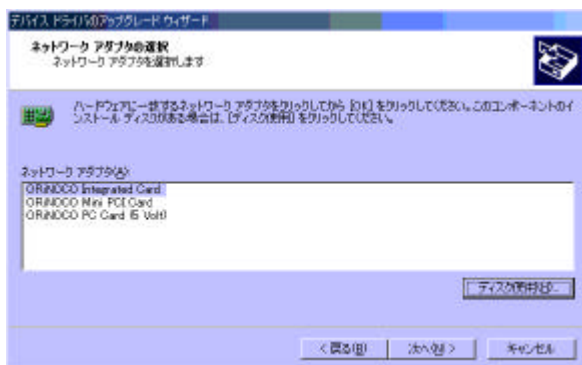 デバイス ドライバのアップグレード ウィザード
ネットワーク アダプタの選択
ネットワーク アダプタを選択します
ハードウェアに一致するネットワーク アダプタをクリックしてから [OK] をクリックしてください。このコンポーネントのイ
ンストール ディスクがある場合は、[ディスク使用] をクリックしてください。
ネットワーク アダプタ(A):
ORiNOCO Integrated Card
ORiNOCO Mini PCI Card
ORiNOCO PC Card (5 Volt)
ディスク使用(H)...
< 戻る(B)
次へ(N) >
キャンセル